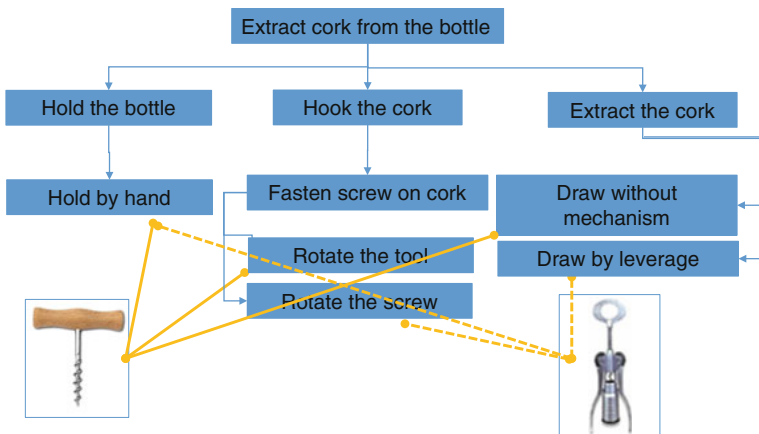 Extract cork from the bottle
Hold the bottle
Hook the cork
Extract the cork
Hold by hand
Fasten screw on cork
Draw without
mechanism
Rotate the tool
Draw by leverage
Rotate the screw